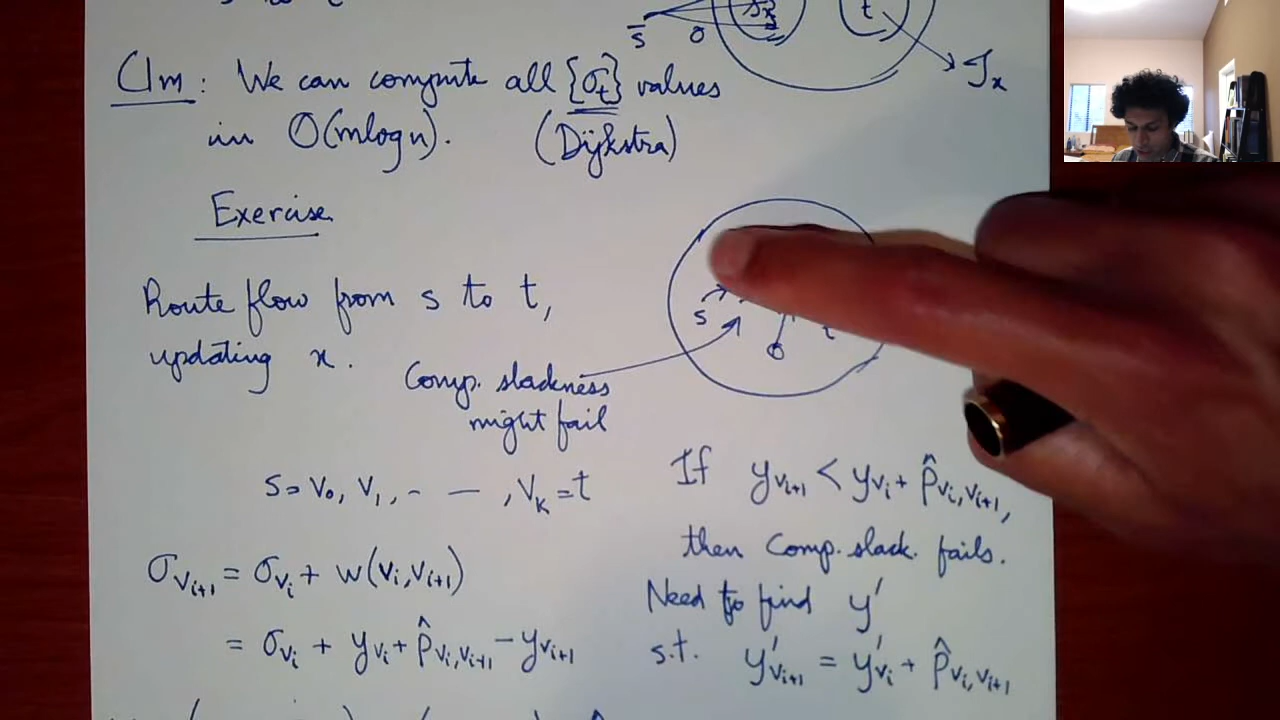 s to t
s̄ 0 t
Clm : We can compute all {σ_t} values
in O(m log n). (Dijkstra)
T_x
Exercise
Route flow from s to t,
updating x.
s t
Comp. slackness
might fail
s = v_0, v_1, - — , v_k = t
If y_{v_{i+1}} < y_{v_i} + p̂_{v_i, v_{i+1}},
then Comp. slack. fails.
Need to find y'
s.t. y'_{v_{i+1}} = y'_{v_i} + p̂_{v_i, v_{i+1}}
σ_{v_{i+1}} = σ_{v_i} + w(v_i, v_{i+1})
= σ_{v_i} + y_{v_i} + p̂_{v_i, v_{i+1}} - y_{v_{i+1}}